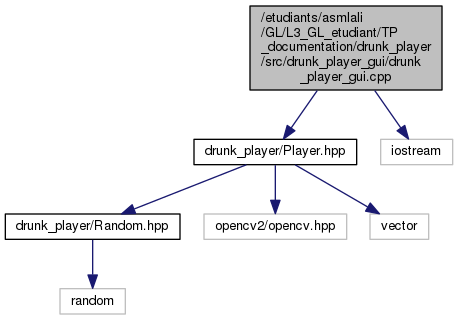 /etudiants/asmlali
/GL/L3_GL_etudiant/TP
_documentation/drunk_player
/src/drunk_player_gui/drunk
_player_gui.cpp
drunk_player/Player.hpp
iostream
drunk_player/Random.hpp
opencv2/opencv.hpp
vector
random